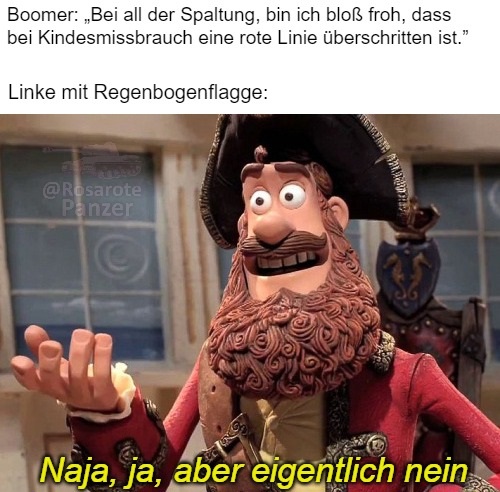 Boomer: „Bei all der Spaltung, bin ich bloß froh, dass
bei Kindesmissbrauch eine rote Linie überschritten ist.”
Linke mit Regenbogenflagge:
@Rosarote
Panzer
Naja, ja, aber eigentlich nein